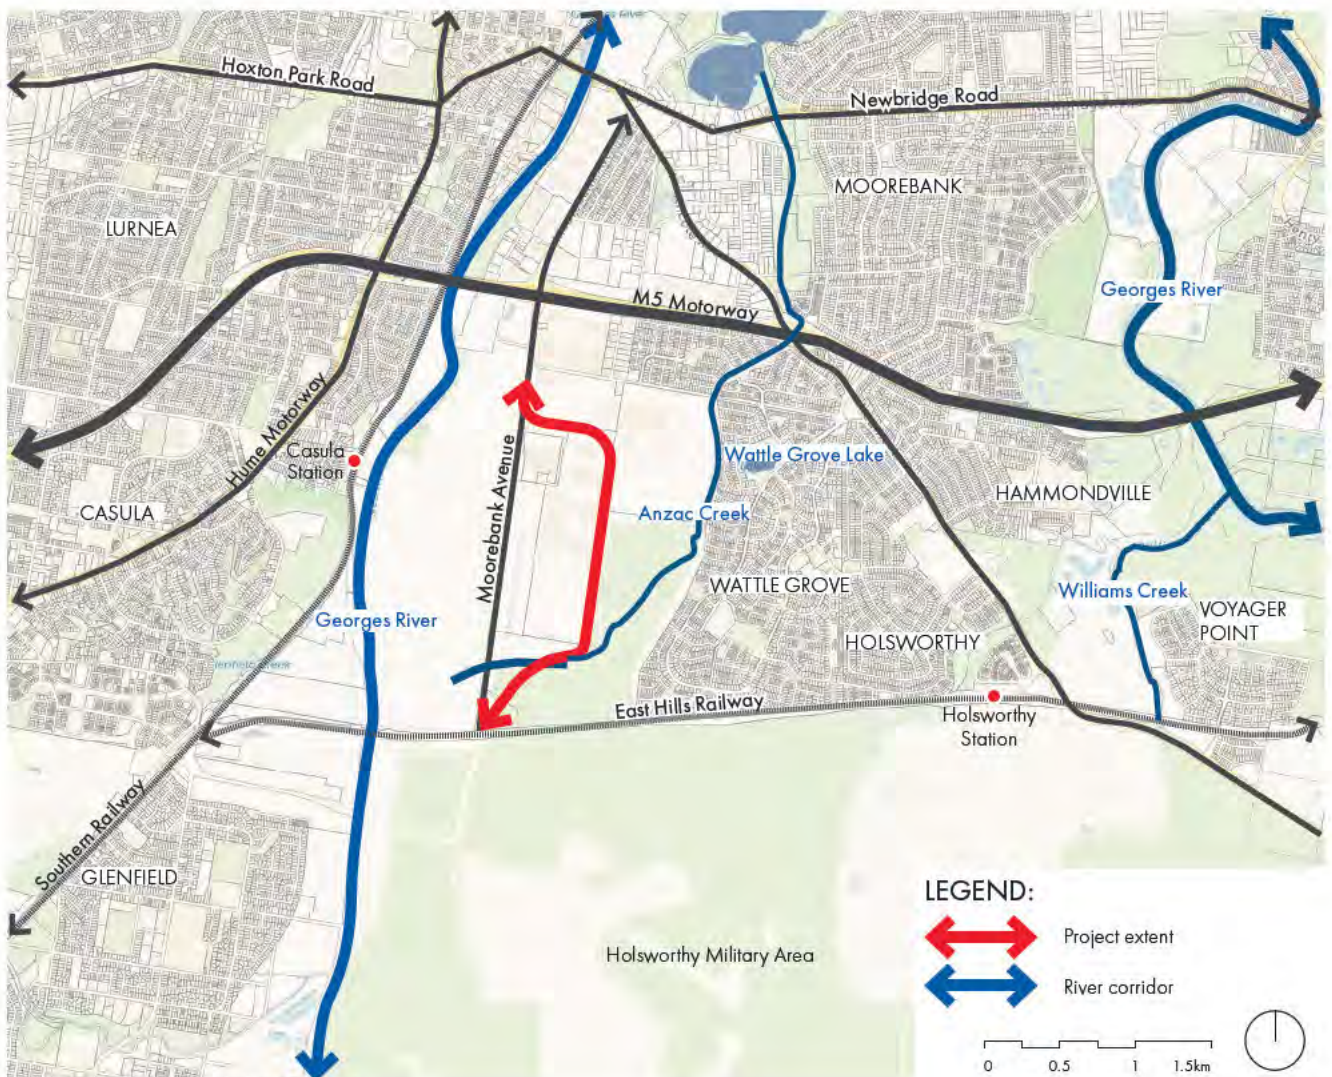 Georges River
Hoxton Park Road
Newbridge Road
MOOREBANK
LURNEA
Georges River
M5 Motorway
Hume Motorway
Casula
Station
Moorebank Avenue
Wattle Grove Lake
HAMMONDVILLE
CASULA
Anzac Creek
WATTLE GROVE
Williams Creek
VOYAGER
POINT
Georges River
HOLSWORTHY
East Hills Railway
Holsworthy
Station
Southern Railway
GLENFIELD
Holsworthy Military Area
LEGEND:
Project extent
River corridor
0 0.5 1 1.5km